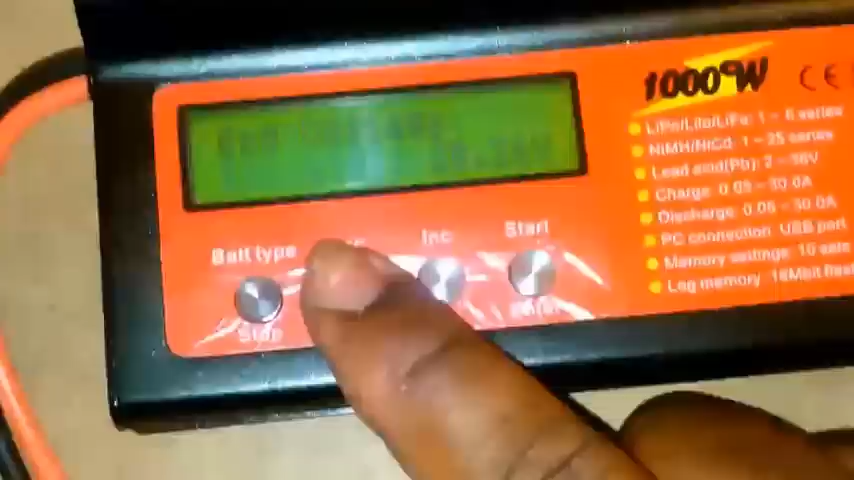 1000W CE
LiPo/LiIo/LiFe: 1 ~ 6 series
NiMH/NiCd: 1 ~ 25 series
Lead acid(Pb): 2 ~ 36V
Charge: 0.05 ~ 30.0A
Discharge: 0.05 ~ 30.0A
PC connection: USB port
Memory settings: 10 sets
Log memory: 16Mbit flash
Batt type
Inc
Start
Stop
Enter